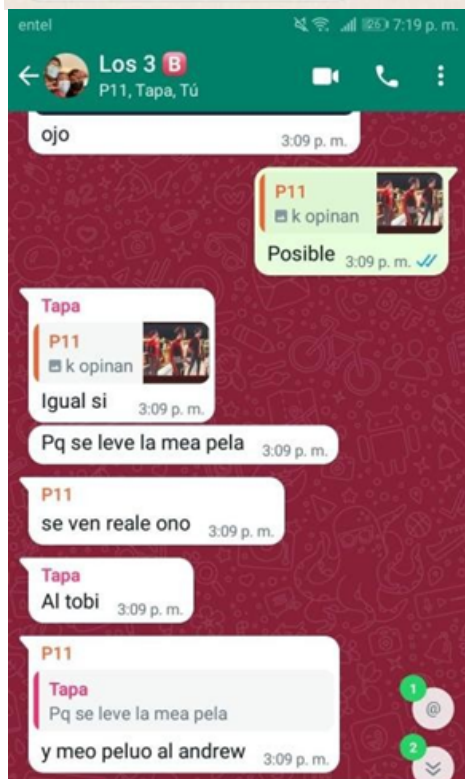 entel 26 7:19 p. m.
Los 3 B
P11, Tapa, Tú
ojo
3:09 p. m.
P11
k opinan
Posible 3:09 p. m.
Tapa
P11
k opinan
Igual si 3:09 p. m.
Pq se leve la mea pela 3:09 p. m.
P11
se ven reale ono 3:09 p. m.
Tapa
Al tobi 3:09 p. m.
P11
Tapa
Pq se leve la mea pela
y meo peluo al andrew 3:09 p. m.
1
@
2